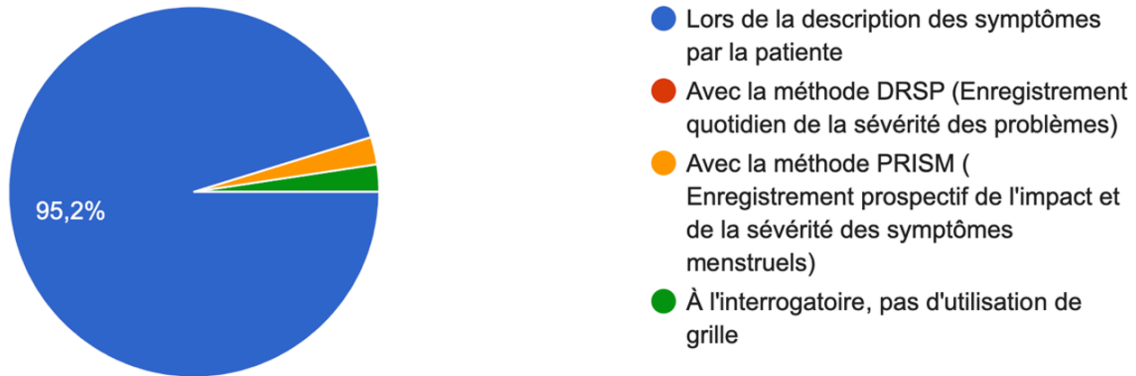 Lors de la description des symptômes
par la patiente
Avec la méthode DRSP (Enregistrement
quotidien de la sévérité des problèmes)
Avec la méthode PRISM (
Enregistrement prospectif de l'impact et
de la sévérité des symptômes
menstruels)
À l'interrogatoire, pas d'utilisation de
grille
95,2%